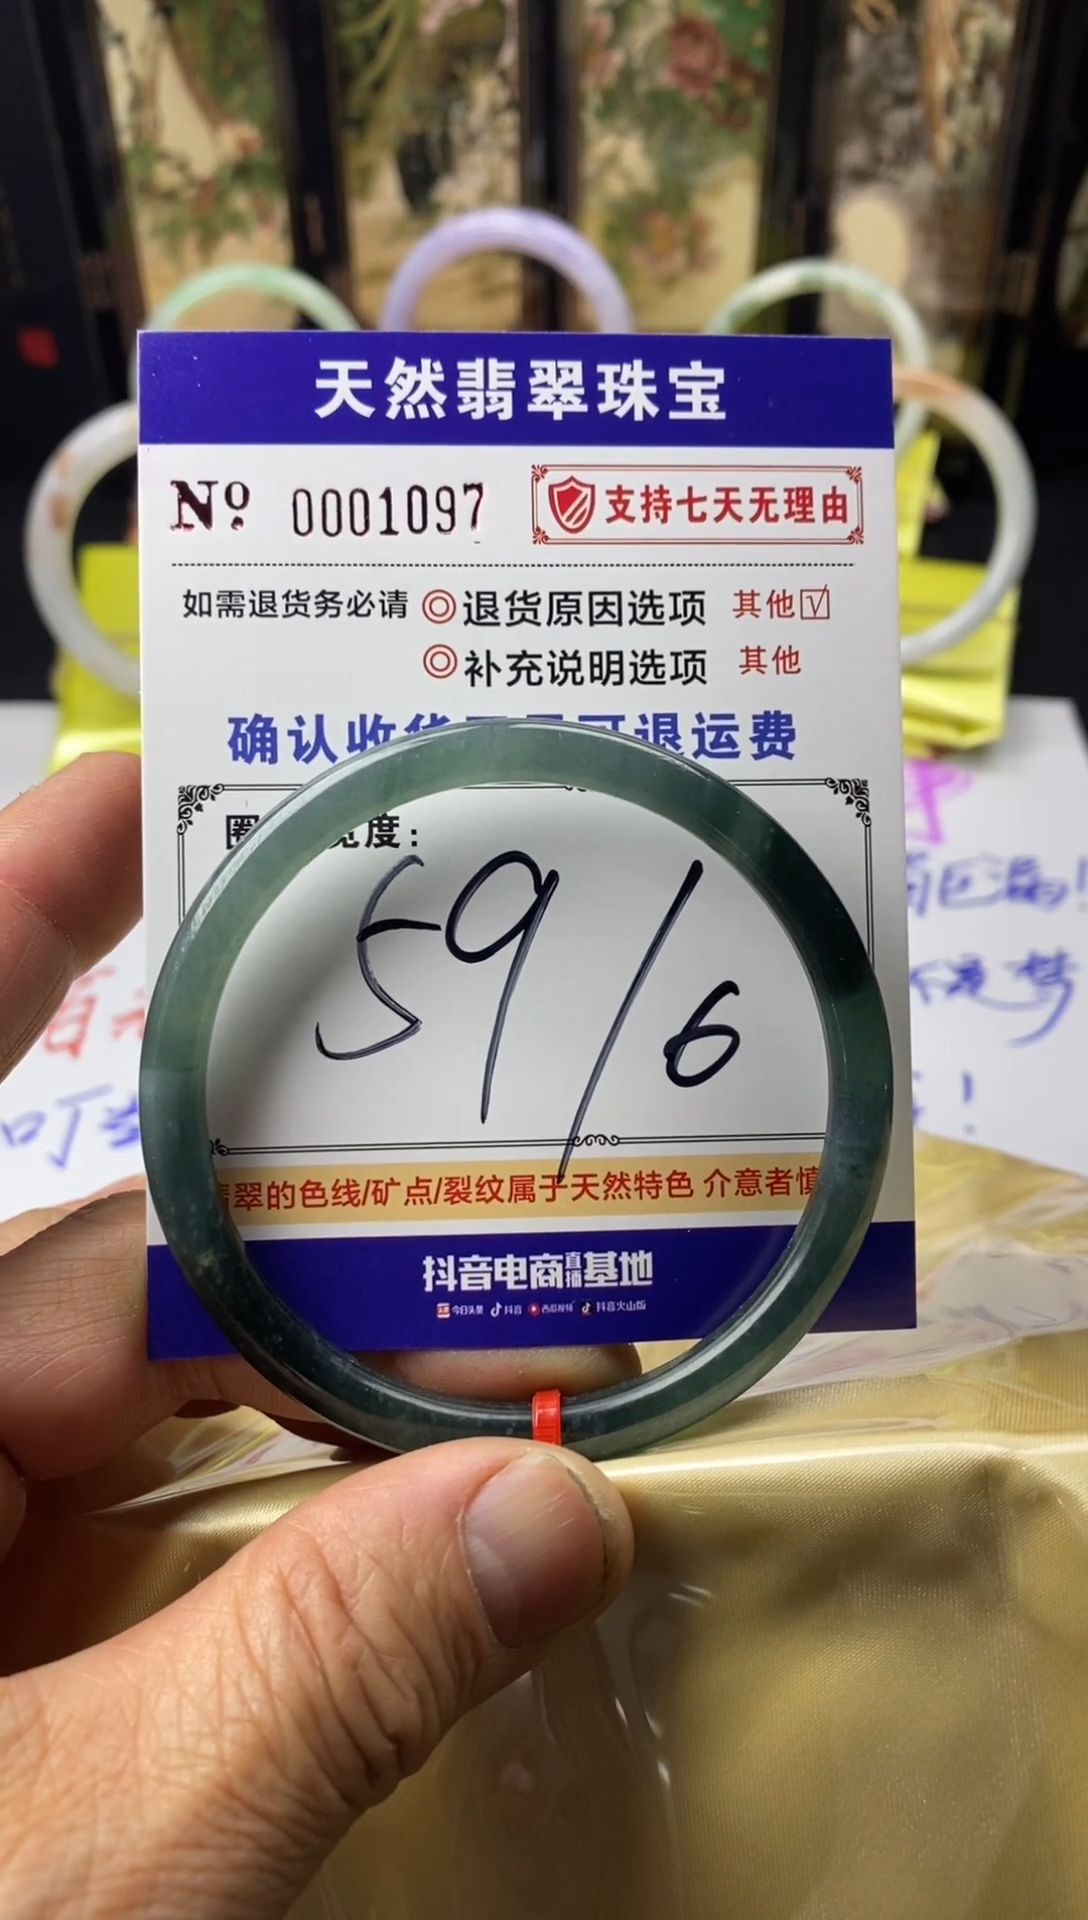 天然翡翠珠宝
Nº 0001097
支持七天无理由
如需退货务必请 ◎退货原因选项 其他☑
◎补充说明选项 其他
确认收货 可退运费
圈 宽度:
59/6
翡翠的色线/矿点/裂纹属于天然特色 介意者慎
抖音电商直播基地
今日头条 抖音 西瓜视频 抖音火山版